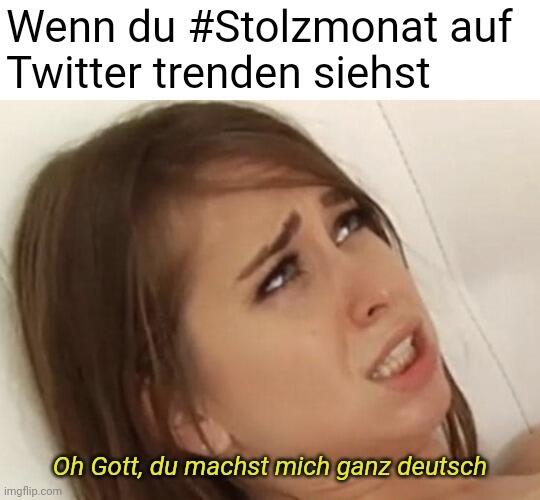 Wenn du #Stolzmonat auf
Twitter trenden siehst
Oh Gott, du machst mich ganz deutsch
imgflip.com